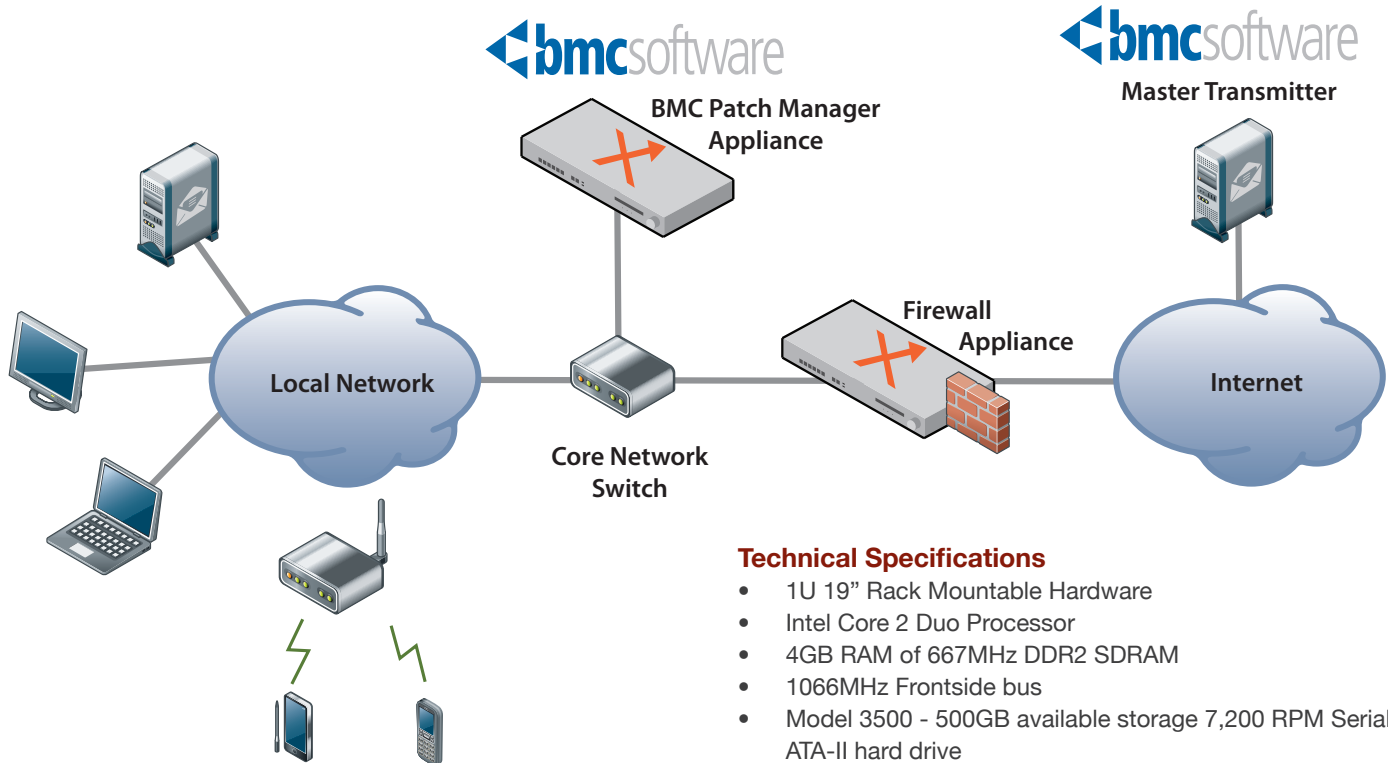 bmcsoftware
bmcsoftware
Master Transmitter
BMC Patch Manager
Appliance
Firewall
Appliance
Local Network
Internet
Core Network
Switch
Technical Specifications
• 1U 19” Rack Mountable Hardware
• Intel Core 2 Duo Processor
• 4GB RAM of 667MHz DDR2 SDRAM
• 1066MHz Frontside bus
• Model 3500 - 500GB available storage 7,200 RPM Serial
ATA-II hard drive